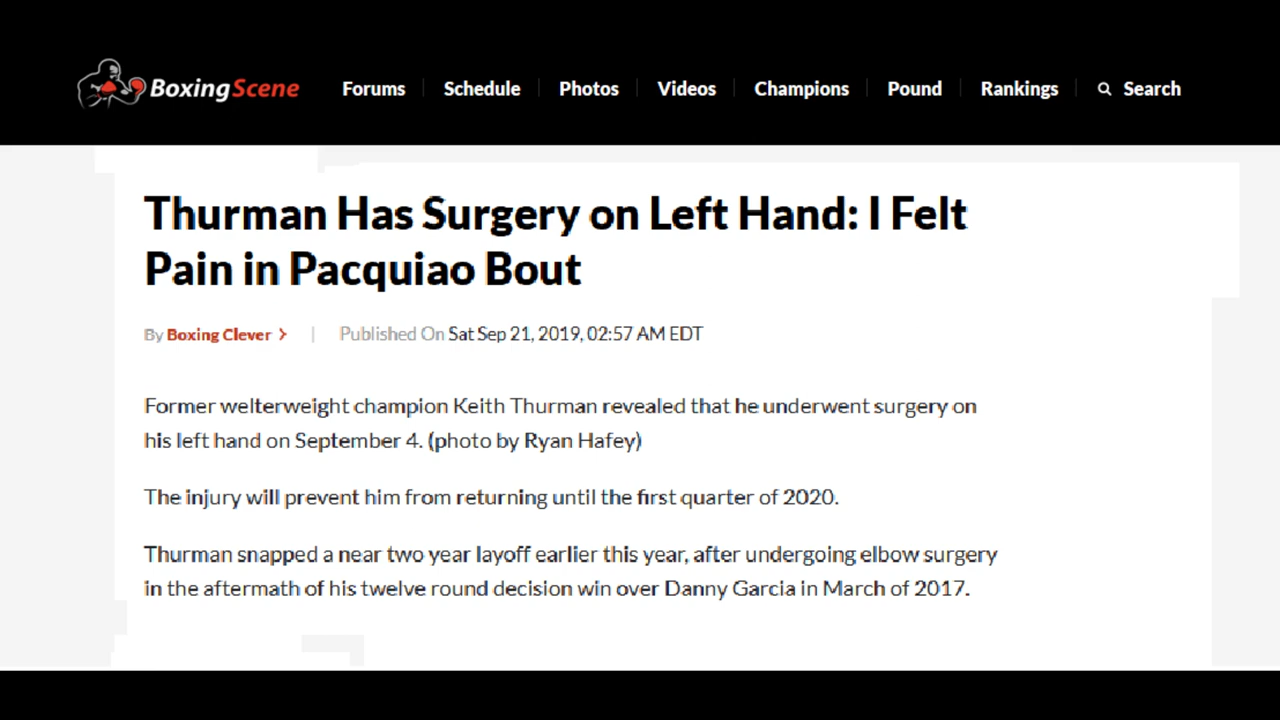 BoxingScene Forums Schedule Photos Videos Champions Pound Rankings Search
Thurman Has Surgery on Left Hand: I Felt
Pain in Pacquiao Bout
By Boxing Clever > | Published On Sat Sep 21, 2019, 02:57 AM EDT
Former welterweight champion Keith Thurman revealed that he underwent surgery on
his left hand on September 4. (photo by Ryan Hafey)
The injury will prevent him from returning until the first quarter of 2020.
Thurman snapped a near two year layoff earlier this year, after undergoing elbow surgery
in the aftermath of his twelve round decision win over Danny Garcia in March of 2017.